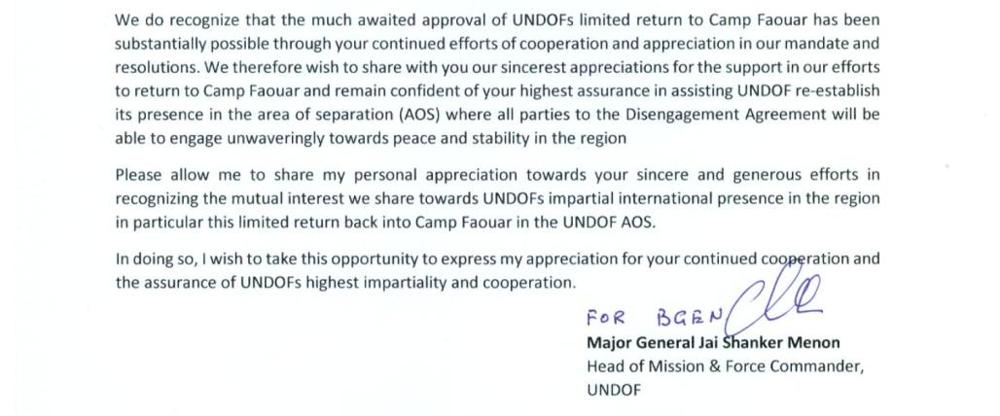 We do recognize that the much awaited approval of UNDOFs limited return to Camp Faouar has been
substantially possible through your continued efforts of cooperation and appreciation in our mandate and
resolutions. We therefore wish to share with you our sincerest appreciations for the support in our efforts
to return to Camp Faouar and remain confident of your highest assurance in assisting UNDOF re-establish
its presence in the area of separation (AOS) where all parties to the Disengagement Agreement will be
able to engage unwaveringly towards peace and stability in the region
Please allow me to share my personal appreciation towards your sincere and generous efforts in
recognizing the mutual interest we share towards UNDOFs impartial international presence in the region
in particular this limited return back into Camp Faouar in the UNDOF AOS.
In doing so, I wish to take this opportunity to express my appreciation for your continued cooperation and
the assurance of UNDOFs highest impartiality and cooperation.
FOR BGEN
Major General Jai Shanker Menon
Head of Mission & Force Commander,
UNDOF